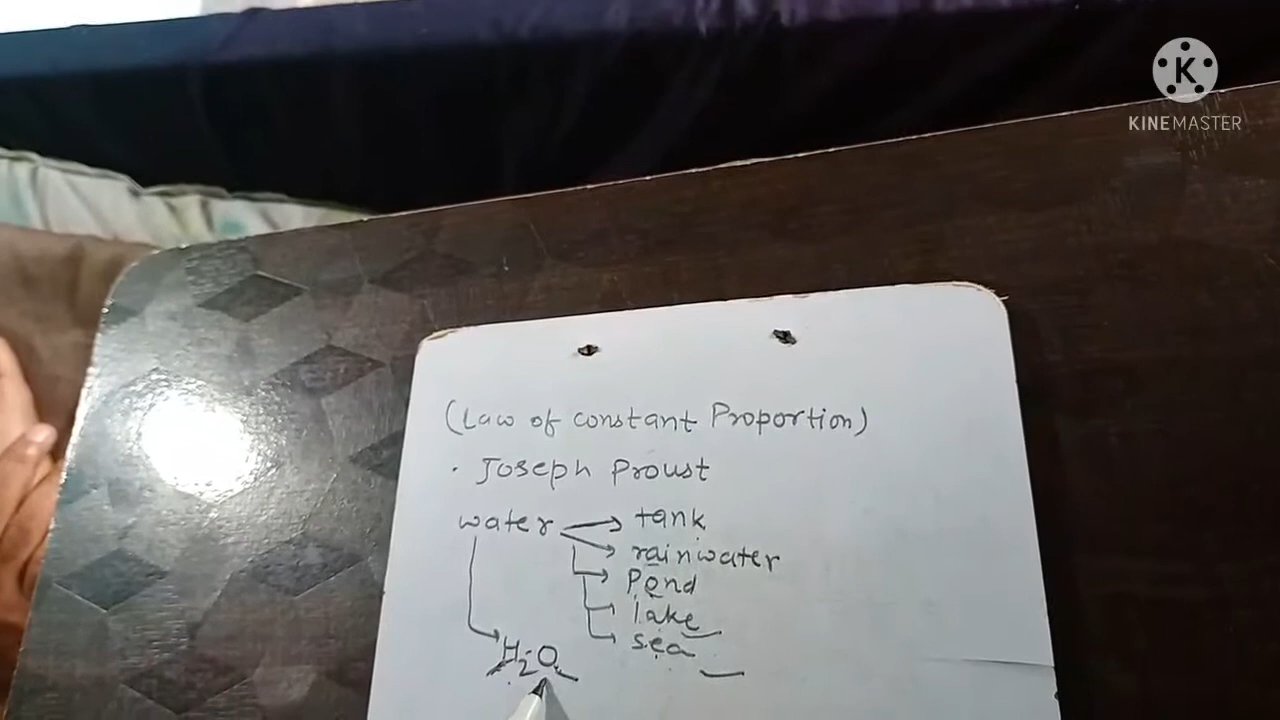 KINEMASTER
(Law of constant Proportion)
· Joseph Proust
water → tank
→ rainwater
→ Pond
lake
→ sea
H₂O